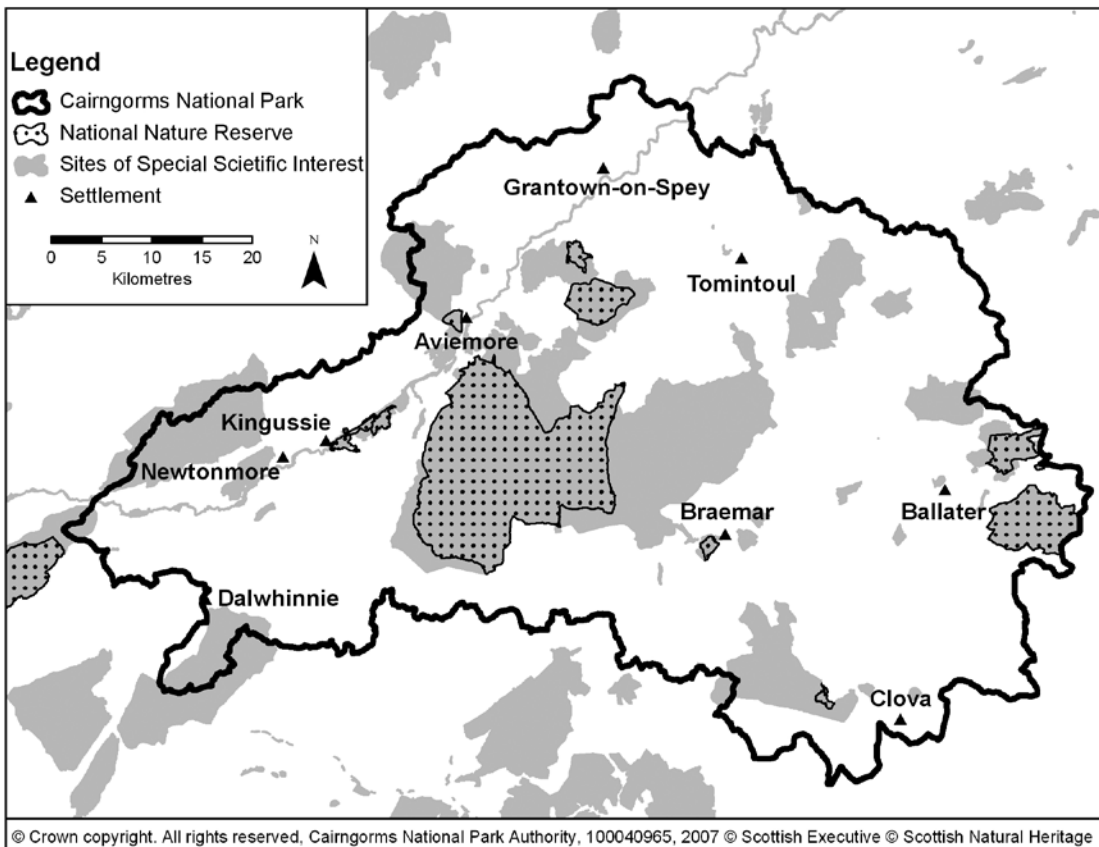 Legend
Cairngorms National Park
National Nature Reserve
Sites of Special Scietific Interest
Settlement
0 5 10 15 20
Kilometres
N
Grantown-on-Spey
Tomintoul
Aviemore
Kingussie
Newtonmore
Braemar
Ballater
Dalwhinnie
Clova
© Crown copyright. All rights reserved, Cairngorms National Park Authority, 100040965, 2007 © Scottish Executive © Scottish Natural Heritage